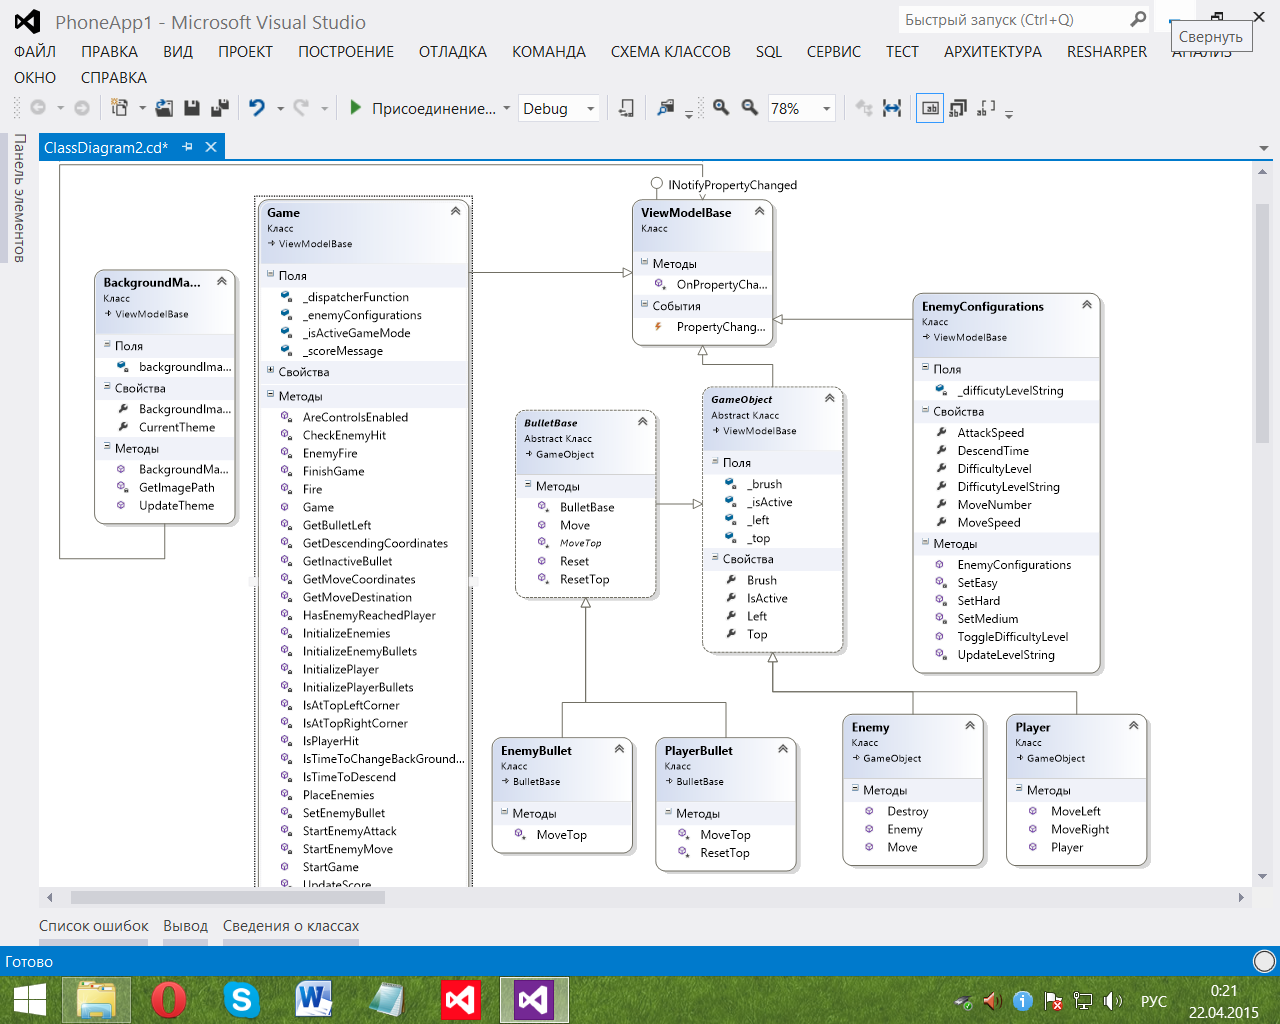 PhoneApp1 - Microsoft Visual Studio
Быстрый запуск (Ctrl+Q)
Свернуть
ФАЙЛ ПРАВКА ВИД ПРОЕКТ ПОСТРОЕНИЕ ОТЛАДКА КОМАНДА СХЕМА КЛАССОВ SQL СЕРВИС ТЕСТ АРХИТЕКТУРА RESHARPER АНАЛИЗ
ОКНО СПРАВКА
Присоединение... Debug 78%
Панель элементов
ClassDiagram2.cd*
INotifyPropertyChanged
BackgroundMa...
Класс
ViewModelBase
Поля
backgroundIma...
Свойства
BackgroundIma...
CurrentTheme
Методы
BackgroundMa...
GetImagePath
UpdateTheme
Game
Класс
ViewModelBase
Поля
_dispatcherFunction
_enemyConfigurations
_isActiveGameMode
_scoreMessage
Свойства
Методы
AreControlsEnabled
CheckEnemyHit
EnemyFire
FinishGame
Fire
Game
GetBulletLeft
GetDescendingCoordinates
GetInactiveBullet
GetMoveCoordinates
GetMoveDestination
HasEnemyReachedPlayer
InitializeEnemies
InitializeEnemyBullets
InitializePlayer
InitializePlayerBullets
IsAtTopLeftCorner
IsAtTopRightCorner
IsPlayerHit
IsTimeToChangeBackGround...
IsTimeToDescend
PlaceEnemies
SetEnemyBullet
StartEnemyAttack
StartEnemyMove
StartGame
UpdateScore
ViewModelBase
Класс
Методы
OnPropertyCha...
События
PropertyChang...
BulletBase
Abstract Класс
GameObject
Методы
BulletBase
Move
MoveTop
Reset
ResetTop
GameObject
Abstract Класс
ViewModelBase
Поля
_brush
_isActive
_left
_top
Свойства
Brush
IsActive
Left
Top
EnemyConfigurations
Класс
ViewModelBase
Поля
_difficutyLevelString
Свойства
AttackSpeed
DescendTime
DifficultyLevel
DifficutyLevelString
MoveNumber
MoveSpeed
Методы
EnemyConfigurations
SetEasy
SetHard
SetMedium
ToggleDifficultyLevel
UpdateLevelString
EnemyBullet
Класс
BulletBase
Методы
MoveTop
PlayerBullet
Класс
BulletBase
Методы
MoveTop
ResetTop
Enemy
Класс
GameObject
Методы
Destroy
Enemy
Move
Player
Класс
GameObject
Методы
MoveLeft
MoveRight
Player
Список ошибок Вывод Сведения о классах
Готово
РУС
0:21
22.04.2015